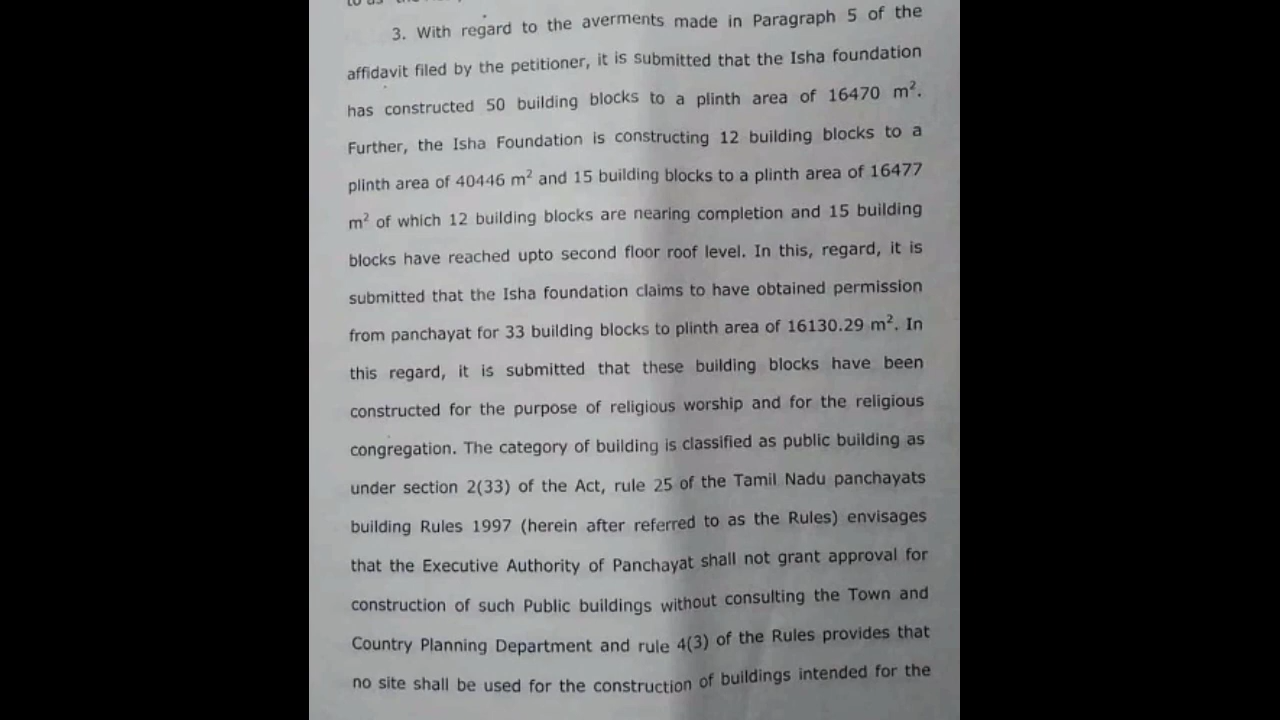 3. With regard to the averments made in Paragraph 5 of the
affidavit filed by the petitioner, it is submitted that the Isha foundation
has constructed 50 building blocks to a plinth area of 16470 m².
Further, the Isha Foundation is constructing 12 building blocks to a
plinth area of 40446 m² and 15 building blocks to a plinth area of 16477
m² of which 12 building blocks are nearing completion and 15 building
blocks have reached upto second floor roof level. In this, regard, it is
submitted that the Isha foundation claims to have obtained permission
from panchayat for 33 building blocks to plinth area of 16130.29 m². In
this regard, it is submitted that these building blocks have been
constructed for the purpose of religious worship and for the religious
congregation. The category of building is classified as public building as
under section 2(33) of the Act, rule 25 of the Tamil Nadu panchayats
building Rules 1997 (herein after referred to as the Rules) envisages
that the Executive Authority of Panchayat shall not grant approval for
construction of such Public buildings without consulting the Town and
Country Planning Department and rule 4(3) of the Rules provides that
no site shall be used for the construction of buildings intended for the